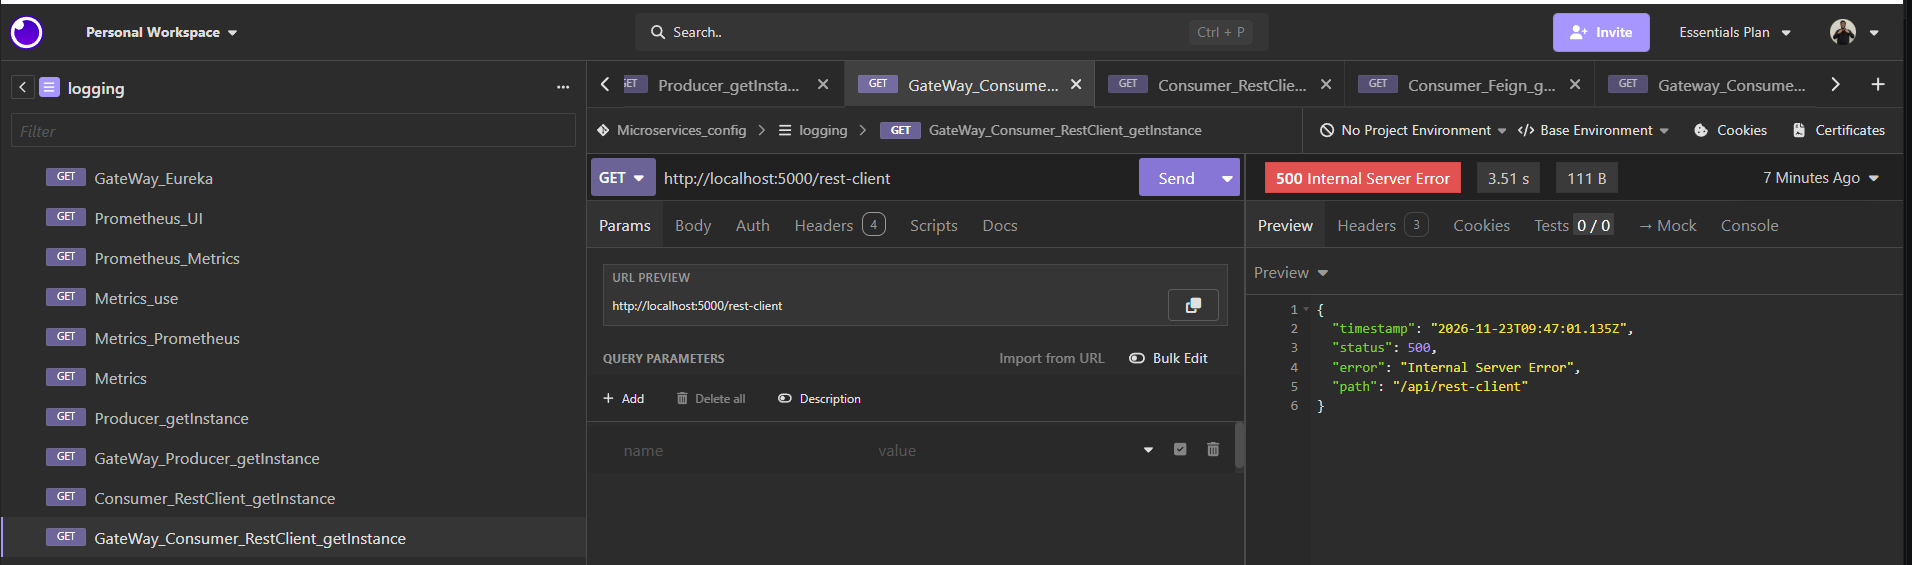 Personal Workspace
Search..
Ctrl + P
Invite
Essentials Plan
logging
Filter
GET GateWay_Eureka
GET Prometheus_UI
GET Prometheus_Metrics
GET Metrics_use
GET Metrics_Prometheus
GET Metrics
GET Producer_getInstance
GET GateWay_Producer_getInstance
GET Consumer_RestClient_getInstance
GET GateWay_Consumer_RestClient_getInstance
GET Producer_getInsta...
GET GateWay_Consume...
GET Consumer_RestClie...
GET Consumer_Feign_g...
GET Gateway_Consume...
Microservices_config > logging > GET GateWay_Consumer_RestClient_getInstance
No Project Environment
Base Environment
Cookies
Certificates
GET http://localhost:5000/rest-client
Send
Params Body Auth Headers 4 Scripts Docs
URL PREVIEW
http://localhost:5000/rest-client
QUERY PARAMETERS
Import from URL
Bulk Edit
+ Add
Delete all
Description
name value
500 Internal Server Error
3.51 s
111 B
7 Minutes Ago
Preview Headers 3 Cookies Tests 0 / 0 → Mock Console
Preview
1 {
2 "timestamp": "2026-11-23T09:47:01.135Z",
3 "status": 500,
4 "error": "Internal Server Error",
5 "path": "/api/rest-client"
6 }